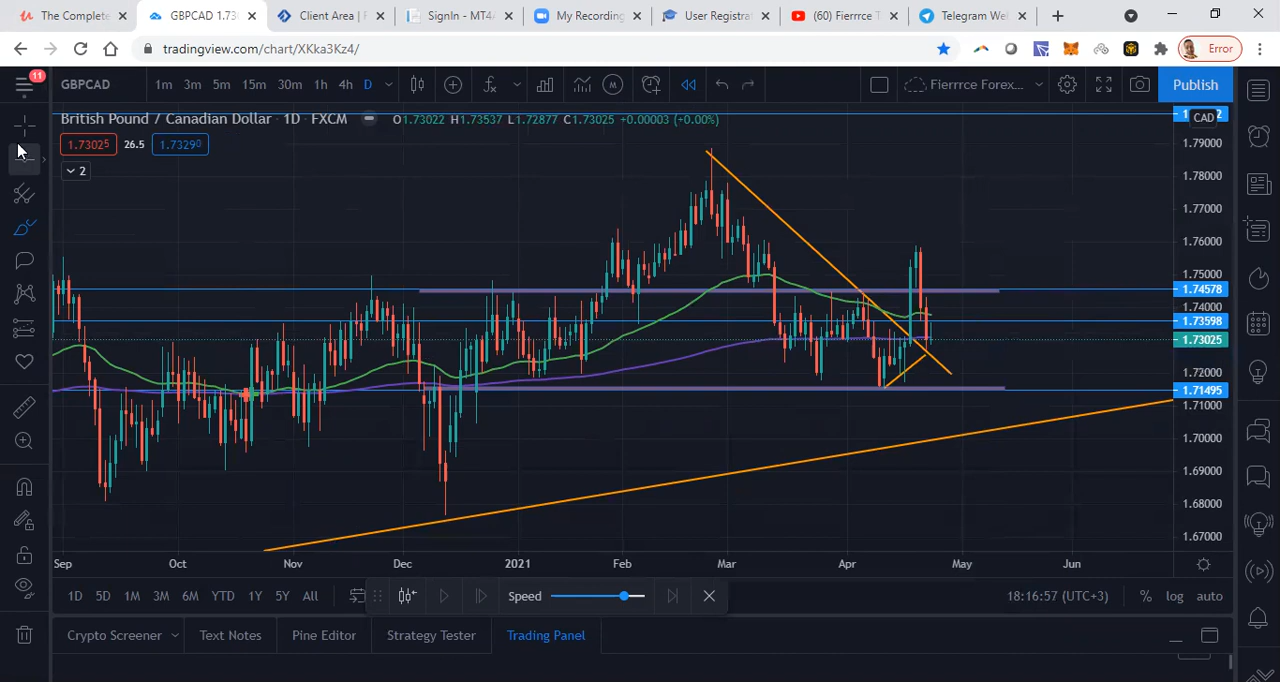 The Complete
GBPCAD 1.73
Client Area | F
SignIn - MT4
My Recording
User Registra
(60) Fierrrce T
Telegram We
tradingview.com/chart/XKka3Kz4/
Error
11
GBPCAD
1m 3m 5m 15m 30m 1h 4h D
M
Fierrrce Forex...
Publish
British Pound / Canadian Dollar · 1D · FXCM
O1.73022 H1.73537 L1.72877 C1.73025 +0.00003 (+0.00%)
CAD
1.73025 26.5 1.73290
2
1.79000
1.78000
1.77000
1.76000
1.75000
1.74578
1.74000
1.73598
1.73025
1.72000
1.71495
1.71000
1.70000
1.69000
1.68000
1.67000
Sep Oct Nov Dec 2021 Feb Mar Apr May Jun
1D 5D 1M 3M 6M YTD 1Y 5Y All
Speed
18:16:57 (UTC+3) % log auto
Crypto Screener Text Notes Pine Editor Strategy Tester Trading Panel